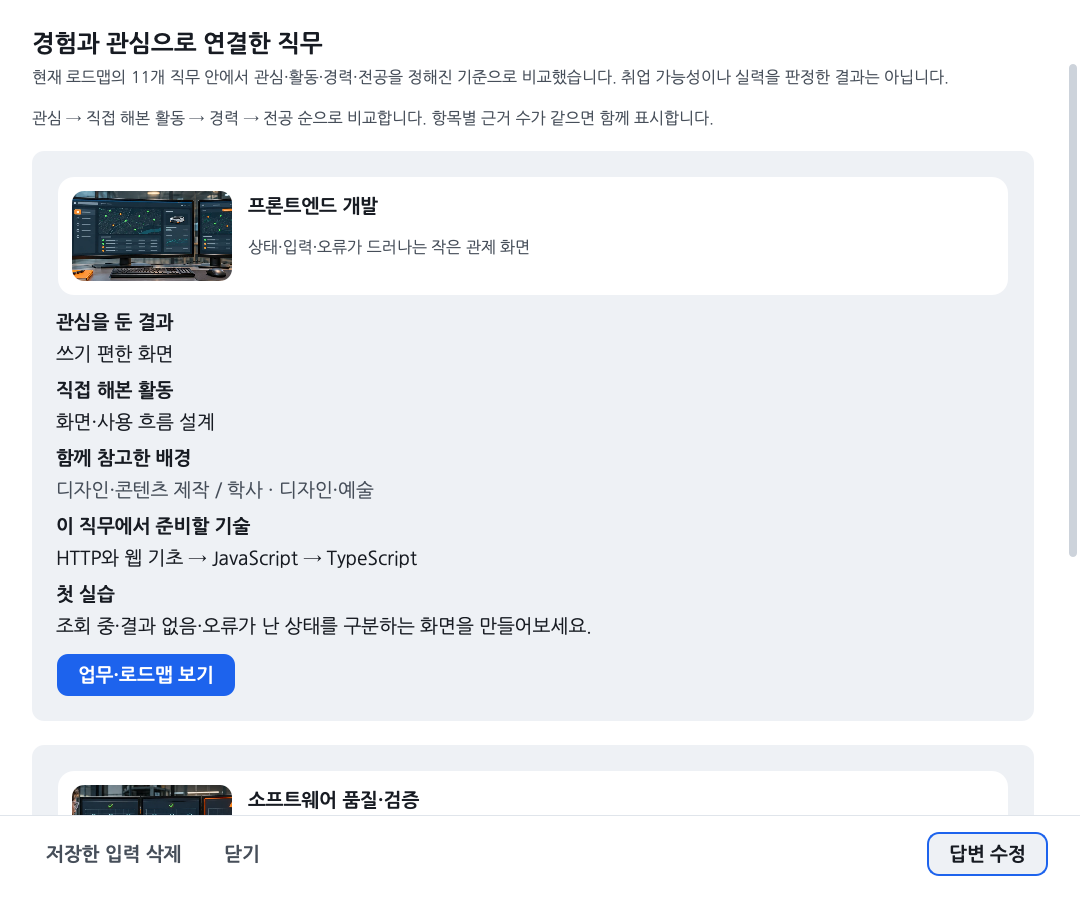 경험과 관심으로 연결한 직무
현재 로드맵의 11개 직무 안에서 관심·활동·경력·전공을 정해진 기준으로 비교했습니다. 취업 가능성이나 실력을 판정한 결과는 아닙니다.
관심 → 직접 해본 활동 → 경력 → 전공 순으로 비교합니다. 항목별 근거 수가 같으면 함께 표시합니다.
프론트엔드 개발
상태·입력·오류가 드러나는 작은 관제 화면
관심을 둔 결과
쓰기 편한 화면
직접 해본 활동
화면·사용 흐름 설계
함께 참고한 배경
디자인·콘텐츠 제작 / 학사 · 디자인·예술
이 직무에서 준비할 기술
HTTP와 웹 기초 → JavaScript → TypeScript
첫 실습
조회 중·결과 없음·오류가 난 상태를 구분하는 화면을 만들어보세요.
업무·로드맵 보기
소프트웨어 품질·검증
저장한 입력 삭제
닫기
답변 수정